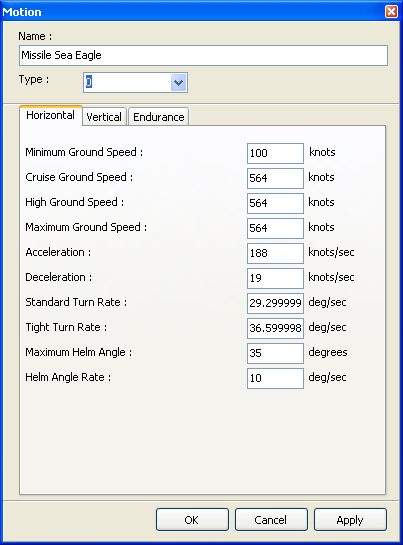 Motion
Name :
Missile Sea Eagle
Type : 0
Horizontal Vertical Endurance
Minimum Ground Speed : 100 knots
Cruise Ground Speed : 564 knots
High Ground Speed : 564 knots
Maximum Ground Speed : 564 knots
Acceleration : 188 knots/sec
Deceleration : 19 knots/sec
Standard Turn Rate : 29.299999 deg/sec
Tight Turn Rate : 36.599998 deg/sec
Maximum Helm Angle : 35 degrees
Helm Angle Rate : 10 deg/sec
OK Cancel Apply